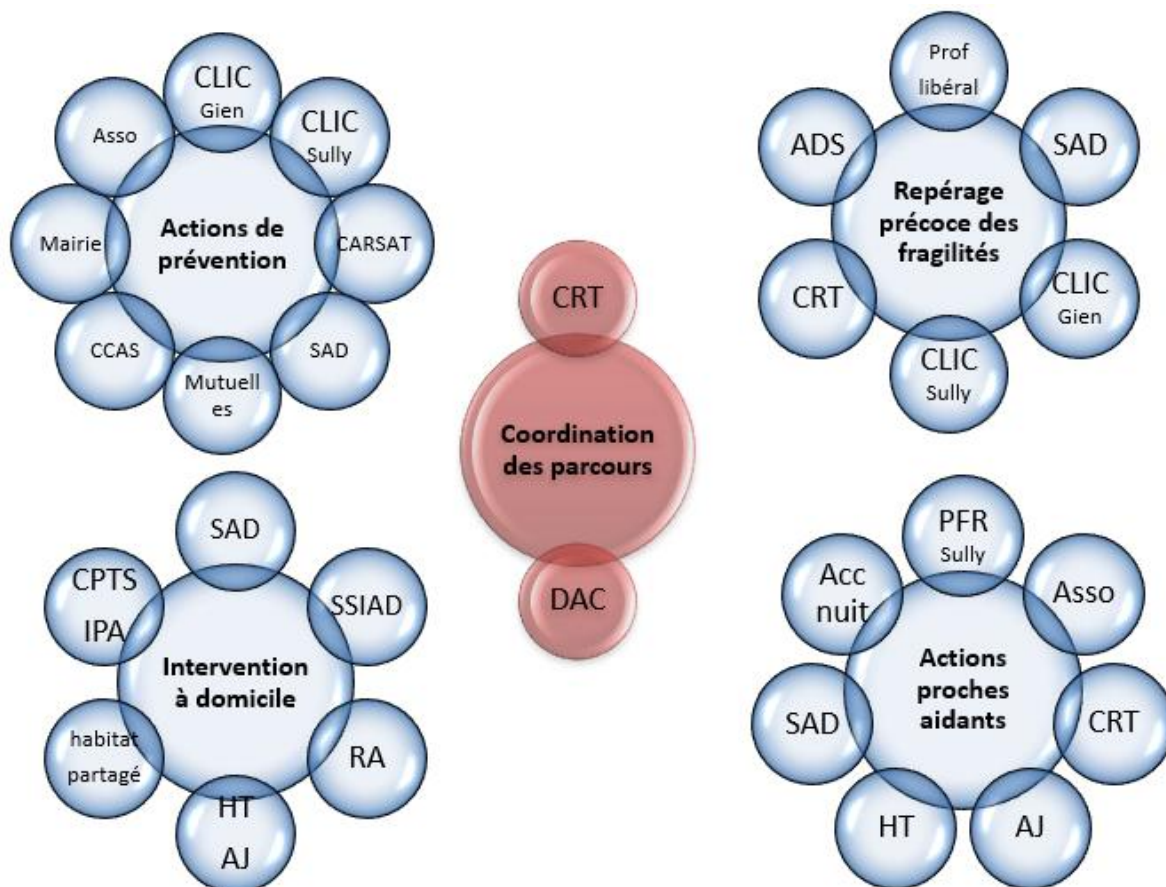 CLIC
Gien
CLIC
Sully
CARSAT
SAD
Mutuell
es
CCAS
Mairie
Asso
Actions de
prévention
Prof
libéral
SAD
CLIC
Gien
CLIC
Sully
CRT
ADS
Repérage
précoce des
fragilités
CRT
Coordination
des parcours
DAC
SAD
SSIAD
RA
HT
AJ
habitat
partagé
CPTS
IPA
Intervention
à domicile
PFR
Sully
Asso
CRT
AJ
HT
SAD
Acc
nuit
Actions
proches
aidants